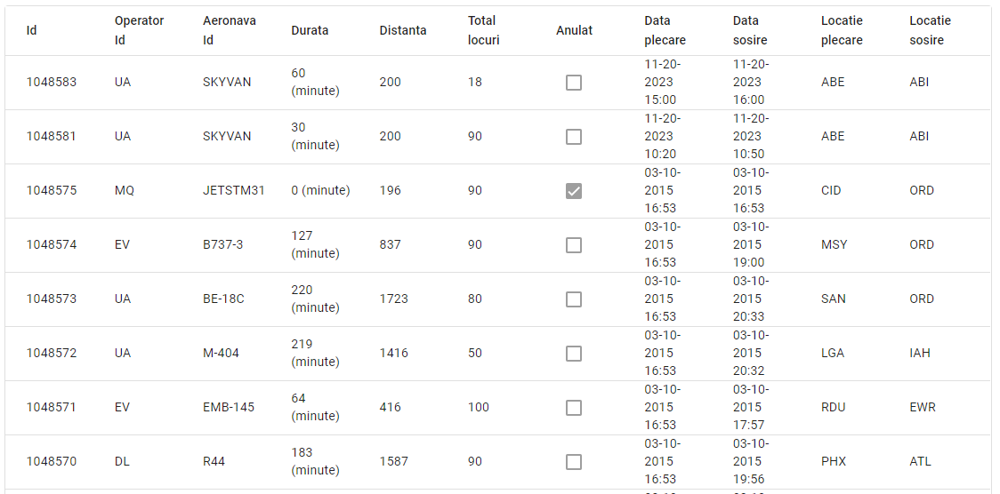 Id Operator Id Aeronava Id Durata Distanta Total locuri Anulat Data plecare Data sosire Locatie plecare Locatie sosire
1048583 UA SKYVAN 60 (minute) 200 18 11-20-2023 15:00 11-20-2023 16:00 ABE ABI
1048581 UA SKYVAN 30 (minute) 200 90 11-20-2023 10:20 11-20-2023 10:50 ABE ABI
1048575 MQ JETSTM31 0 (minute) 196 90 03-10-2015 16:53 03-10-2015 16:53 CID ORD
1048574 EV B737-3 127 (minute) 837 90 03-10-2015 16:53 03-10-2015 19:00 MSY ORD
1048573 UA BE-18C 220 (minute) 1723 80 03-10-2015 16:53 03-10-2015 20:33 SAN ORD
1048572 UA M-404 219 (minute) 1416 50 03-10-2015 16:53 03-10-2015 20:32 LGA IAH
1048571 EV EMB-145 64 (minute) 416 100 03-10-2015 16:53 03-10-2015 17:57 RDU EWR
1048570 DL R44 183 (minute) 1587 90 03-10-2015 16:53 03-10-2015 19:56 PHX ATL